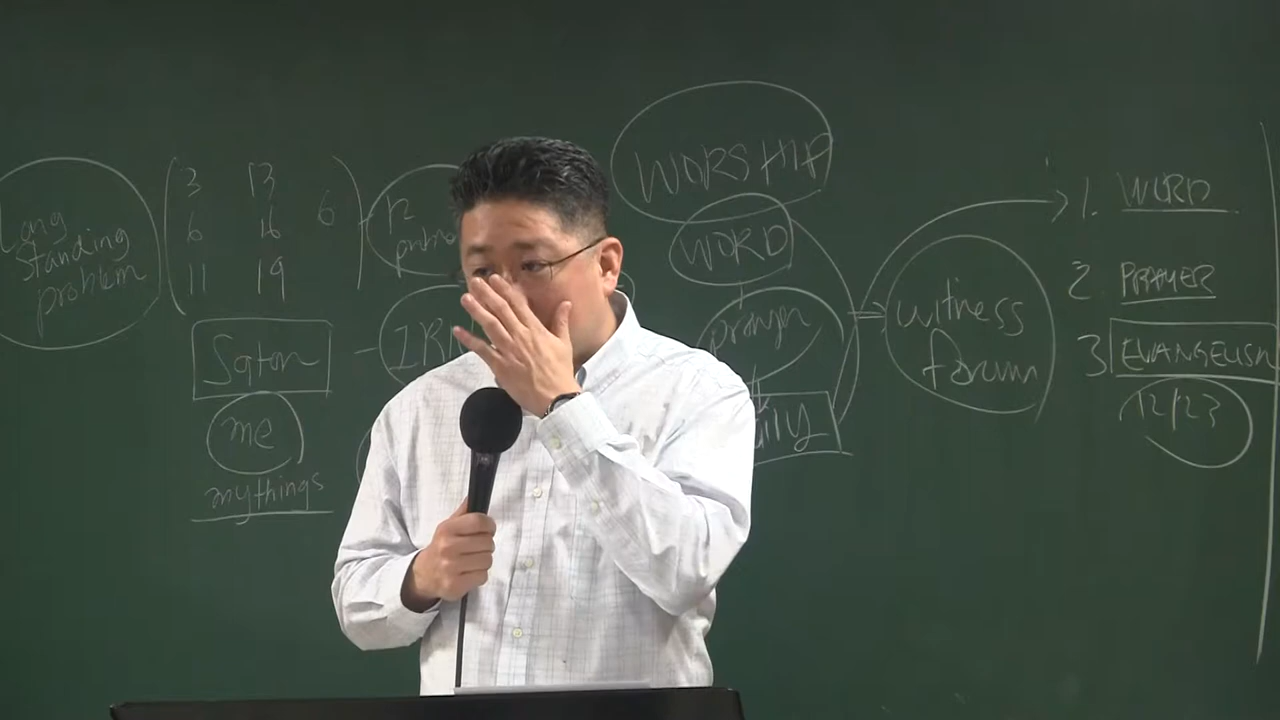 Long
standing
problem
3 13
6 16 6
11 19
Satan
me
mythings
12
WORSHIP
WORD
prayer
witness
forum
1. WORD
2 PRAYER
3 EVANGELISM
12/23